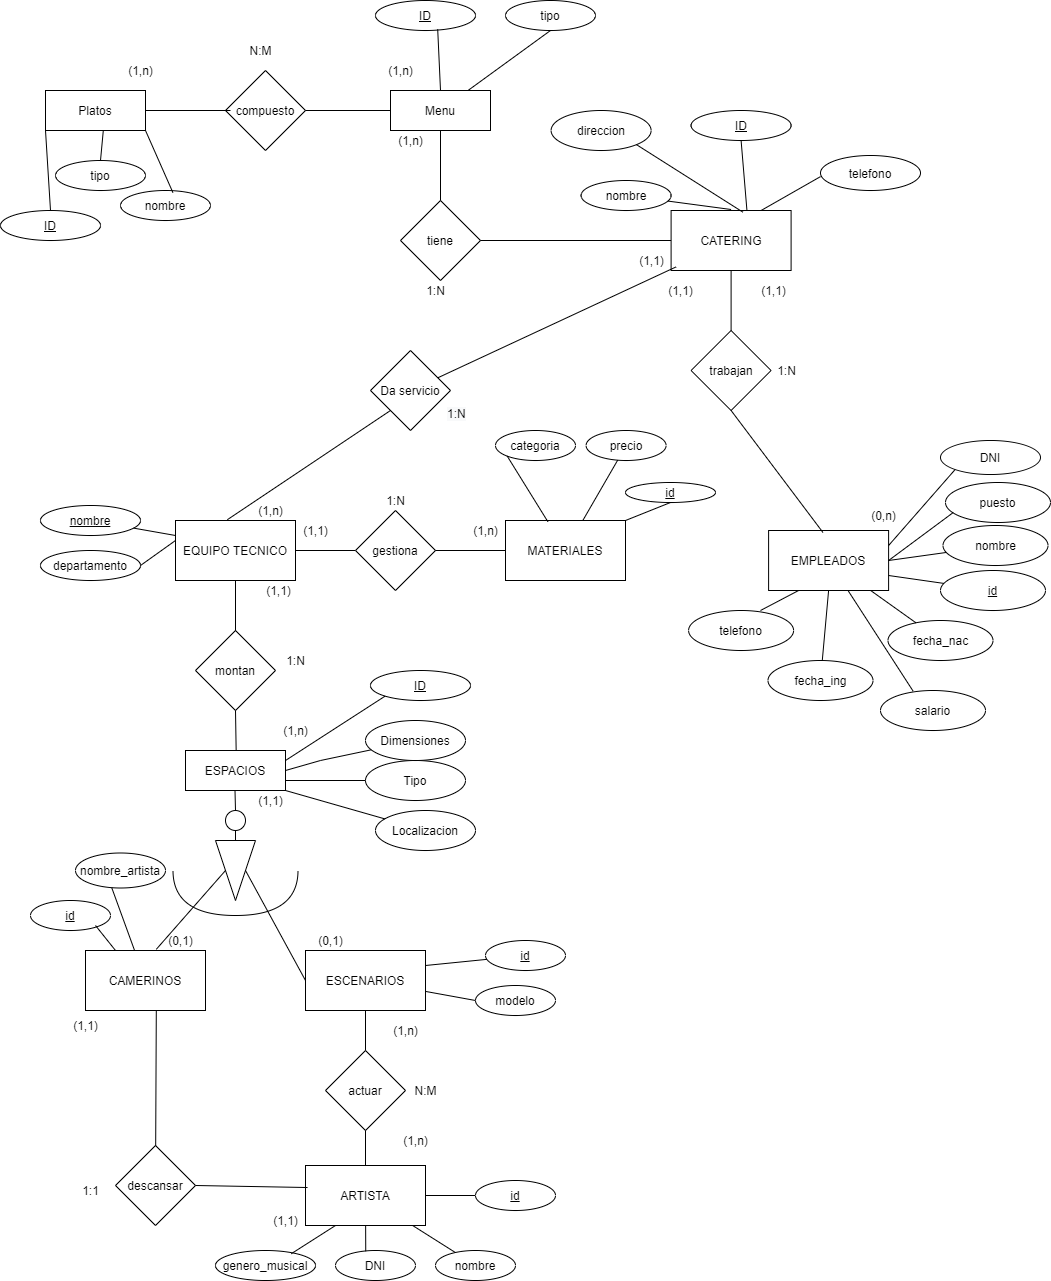 ID
tipo
N:M
(1,n)
(1,n)
Platos
compuesto
Menu
direccion
ID
(1,n)
tipo
telefono
nombre
nombre
ID
tiene
CATERING
(1,1)
1:N
(1,1)
(1,1)
trabajan
1:N
Da servicio
1:N
categoria
precio
DNI
id
1:N
puesto
(1,n)
(0,n)
nombre
(1,1)
(1,n)
nombre
EQUIPO TECNICO
gestiona
MATERIALES
EMPLEADOS
departamento
(1,1)
id
telefono
fecha_nac
montan
1:N
fecha_ing
ID
salario
(1,n)
Dimensiones
ESPACIOS
Tipo
(1,1)
Localizacion
nombre_artista
id
(0,1)
(0,1)
id
CAMERINOS
ESCENARIOS
modelo
(1,1)
(1,n)
actuar
N:M
(1,n)
descansar
1:1
ARTISTA
id
(1,1)
genero_musical
DNI
nombre